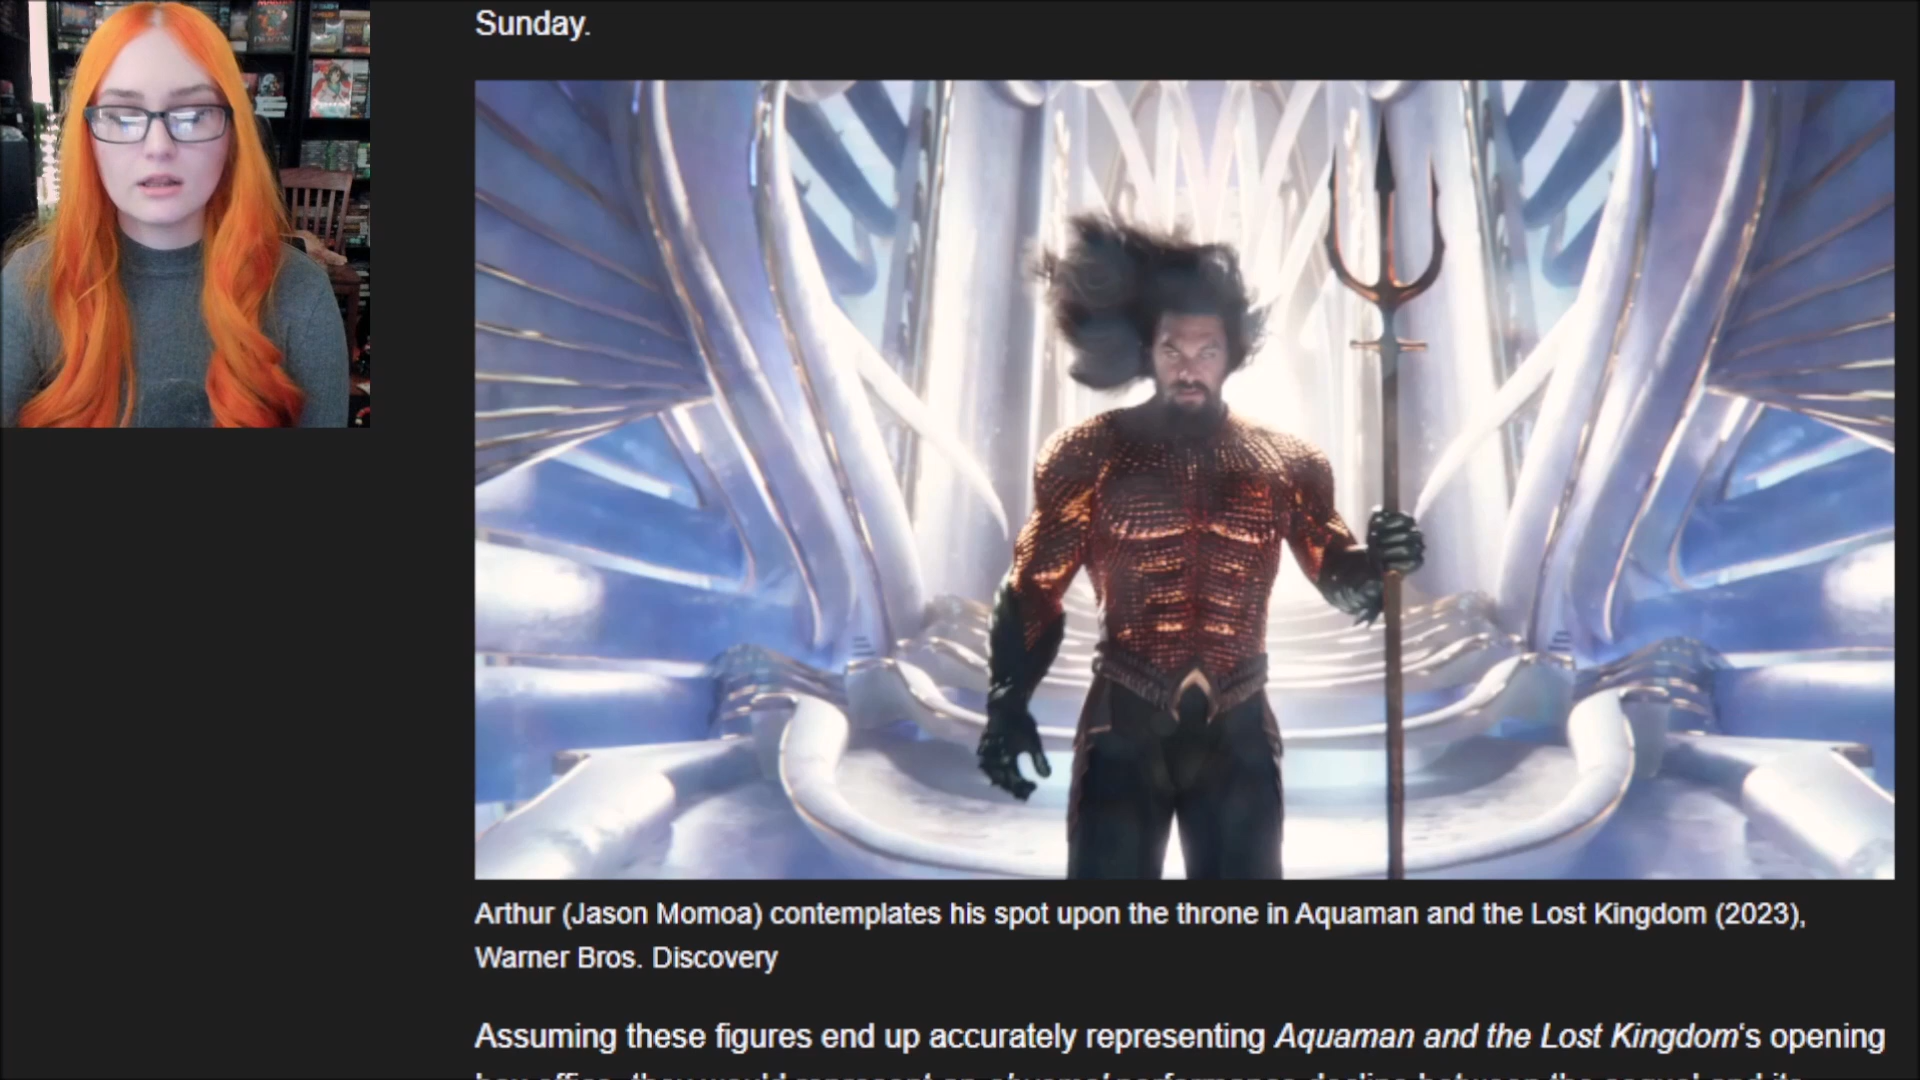 Sunday.
Arthur (Jason Momoa) contemplates his spot upon the throne in Aquaman and the Lost Kingdom (2023),
Warner Bros. Discovery
Assuming these figures end up accurately representing Aquaman and the Lost Kingdom‘s opening